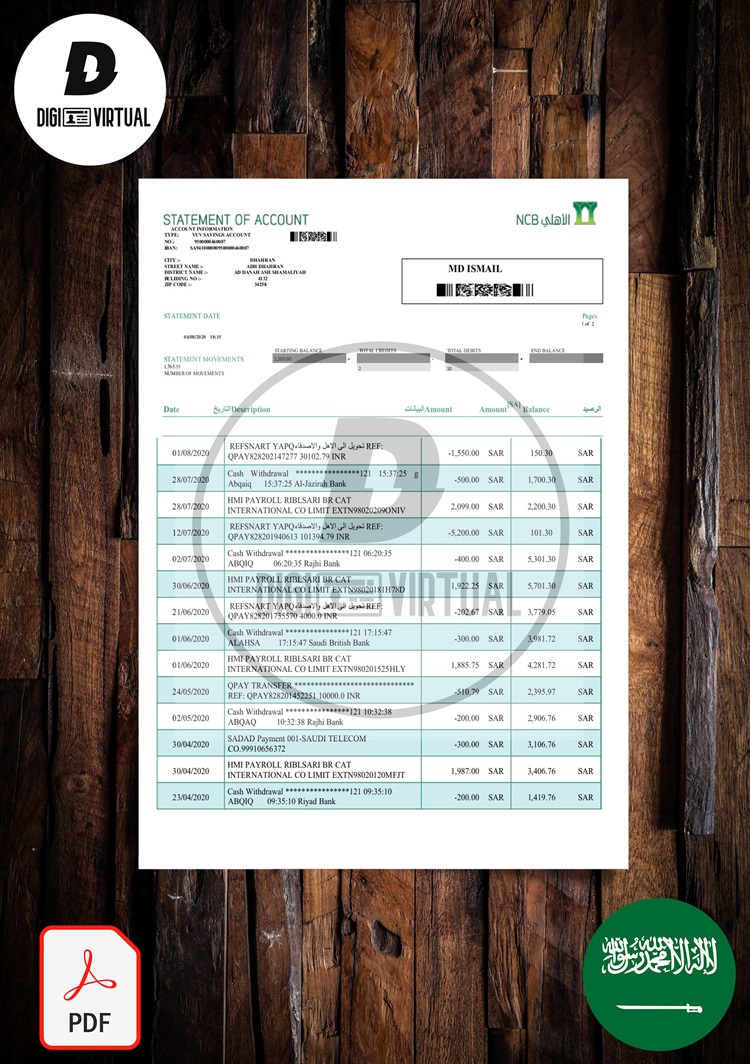 D
DIGI VIRTUAL
STATEMENT OF ACCOUNT
NCB الاهلي
ACCOUNT INFORMATION
TYPE: VUV SAVINGS ACCOUNT
NO.:
IBAN:
CITY :- DHAHRAN
STREET NAME :- ADH DHAHRAN
DISTRICT NAME :- AD DANAH ASH SHAMALIYAH
BULIDING NO :- 4132
ZIP CODE :- 34258
MD ISMAIL
STATEMENT DATE
Pages
1 of 2
04/08/2020 18:15
STARTING BALANCE TOTAL CREDITS TOTAL DEBTS END BALANCE
STATEMENT MOVEMENTS
1,765.55
2 10
NUMBER OF MOVEMENTS
Date التاريخ Description البيانات Amount Amount (SA) Balance الرصيد
01/08/2020 REFSNART YAPQ تحويل الى الاهل والاصدقاء REF: -1,550.00 SAR 150.30 SAR
QPAY828202147277 30102.79 INR
28/07/2020 Cash Withdrawal ****************121 15:37:25 g -500.00 SAR 1,700.30 SAR
Abqaiq 15:37:25 Al-Jazirah Bank
28/07/2020 HMI PAYROLL RIBLSARI BR CAT 2,099.00 SAR 2,200.30 SAR
INTERNATIONAL CO LIMIT EXTN98020209ONIV
12/07/2020 REFSNART YAPQ تحويل الى الاهل والاصدقاء REF: -5,200.00 SAR 101.30 SAR
QPAY828201940613 101394.79 INR
02/07/2020 Cash Withdrawal ****************121 06:20:35 -400.00 SAR 5,301.30 SAR
ABQIQ 06:20:35 Rajhi Bank
30/06/2020 HMI PAYROLL RIBLSARI BR CAT 1,922.25 SAR 5,701.30 SAR
INTERNATIONAL CO LIMIT EXTN98020181H78D
21/06/2020 REFSNART YAPQ تحويل الى الاهل والاصدقاء REF: -202.67 SAR 3,779.05 SAR
QPAY828201735570 4000.0 INR
01/06/2020 Cash Withdrawal ****************121 17:15:47 -300.00 SAR 3,981.72 SAR
ALAHSA 17:15:47 Saudi British Bank
01/06/2020 HMI PAYROLL RIBLSARI BR CAT 1,885.75 SAR 4,281.72 SAR
INTERNATIONAL CO LIMIT EXTN980201525HLY
24/05/2020 QPAY TRANSFER ****************************** -510.79 SAR 2,395.97 SAR
REF: QPAY828201452251 10000.0 INR
02/05/2020 Cash Withdrawal ****************121 10:32:38 -200.00 SAR 2,906.76 SAR
ABQAQ 10:32:38 Rajhi Bank
30/04/2020 SADAD Payment 001-SAUDI TELECOM -300.00 SAR 3,106.76 SAR
CO.99910656372
30/04/2020 HMI PAYROLL RIBLSARI BR CAT 1,987.00 SAR 3,406.76 SAR
INTERNATIONAL CO LIMIT EXTN98020120MFJT
23/04/2020 Cash Withdrawal ****************121 09:35:10 -200.00 SAR 1,419.76 SAR
ABQIQ 09:35:10 Riyad Bank
D
DIGI VIRTUAL
PDF
لا إله إلا الله محمد رسول الله